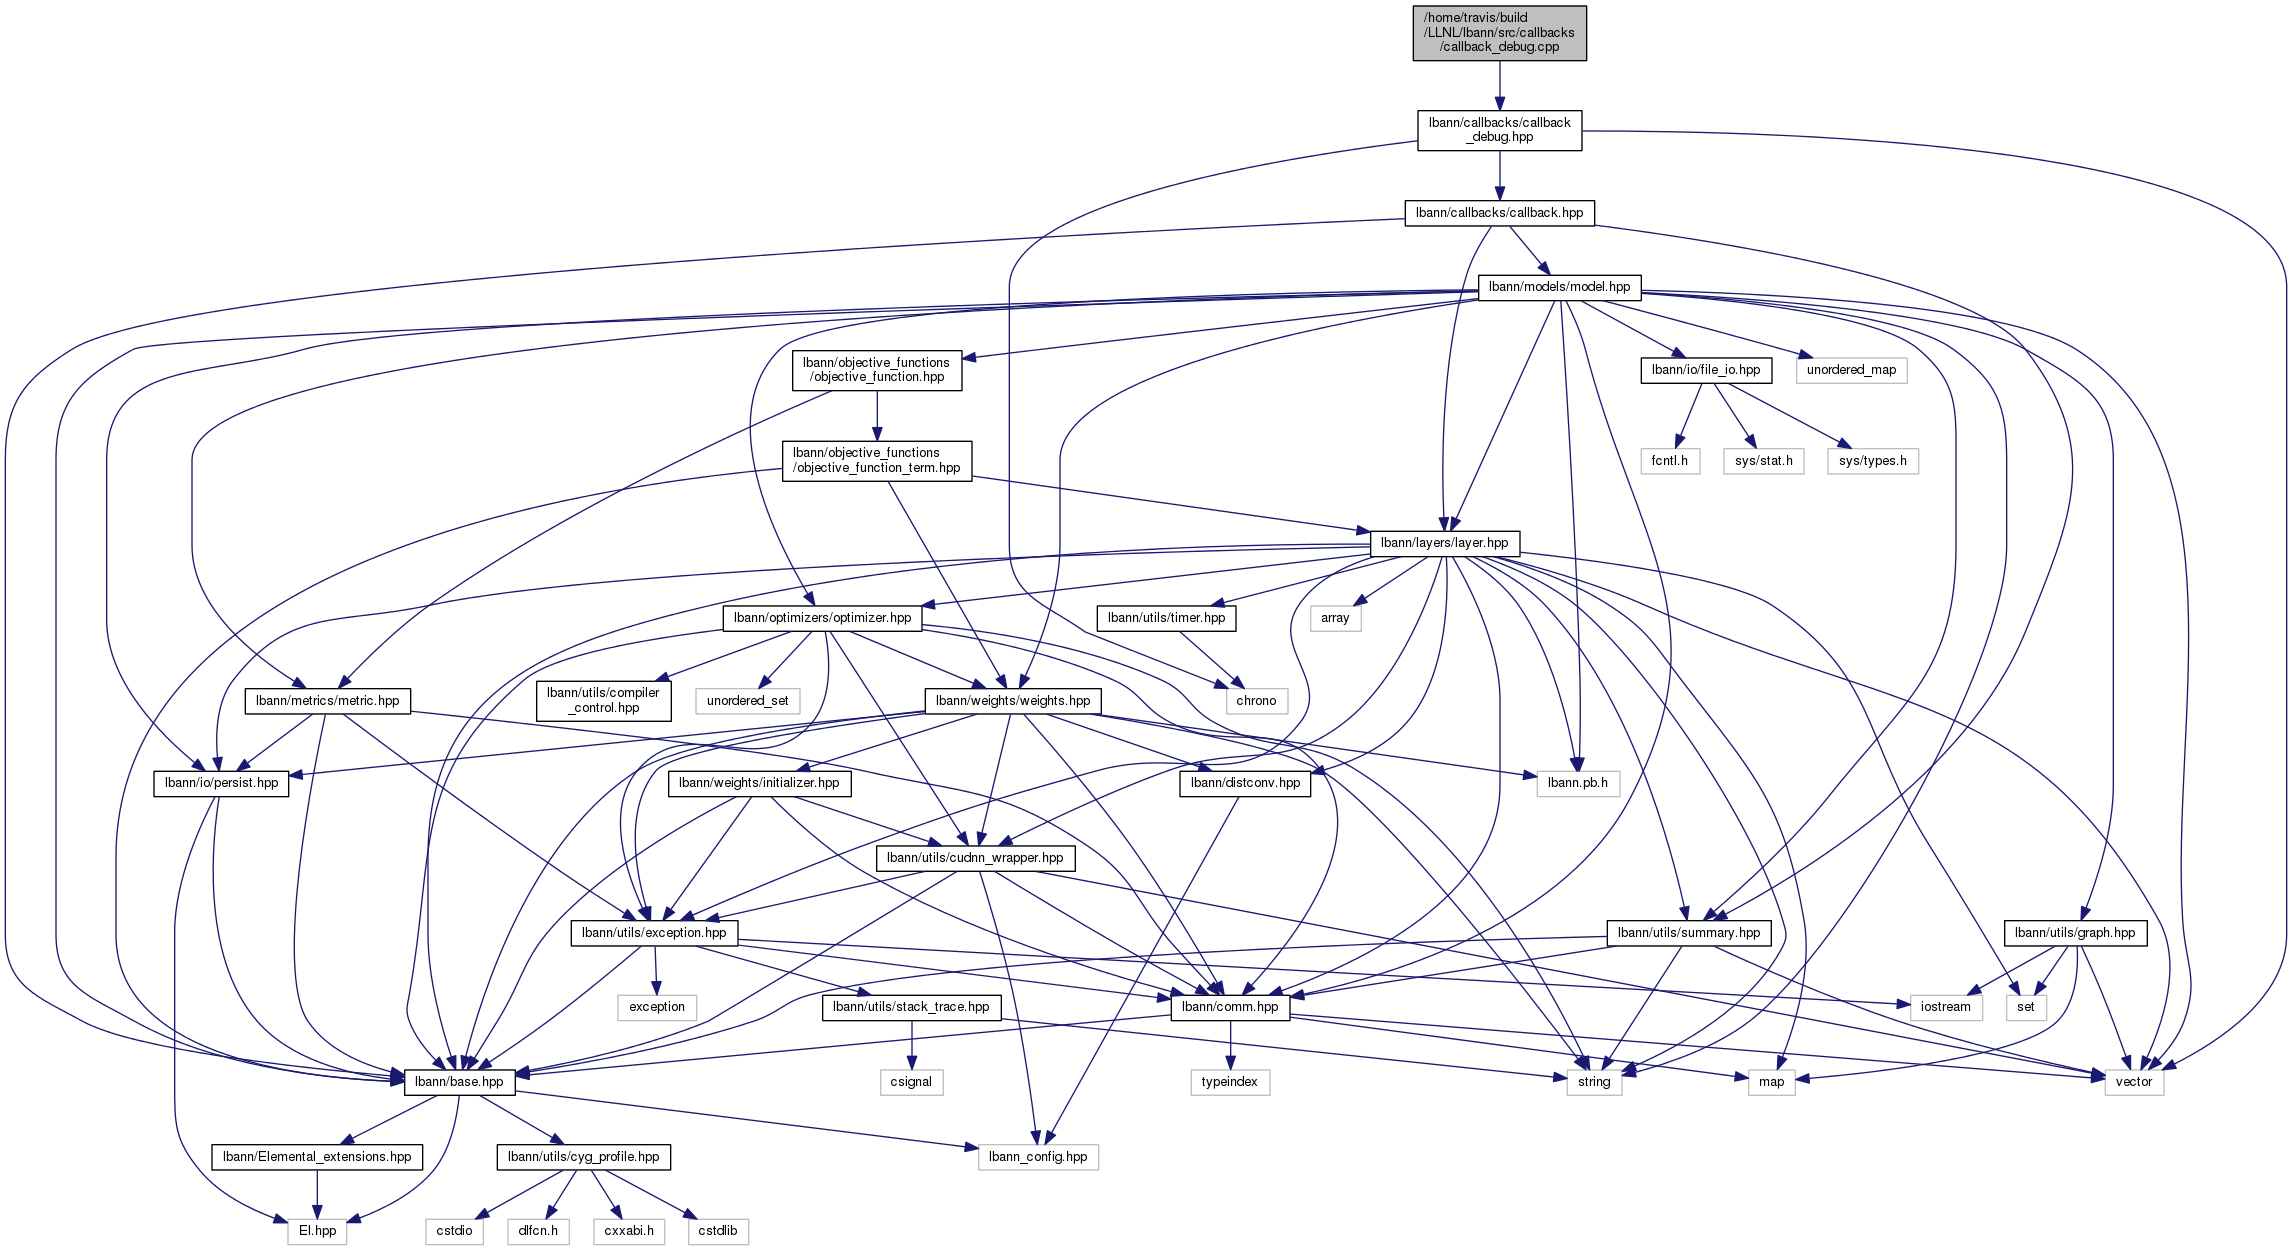 /home/travis/build
/LLNL/lbann/src/callbacks
/callback_debug.cpp
lbann/callbacks/callback
_debug.hpp
lbann/callbacks/callback.hpp
lbann/models/model.hpp
lbann/objective_functions
/objective_function.hpp
lbann/io/file_io.hpp
unordered_map
lbann/objective_functions
/objective_function_term.hpp
fcntl.h
sys/stat.h
sys/types.h
lbann/layers/layer.hpp
lbann/optimizers/optimizer.hpp
lbann/utils/timer.hpp
array
lbann/metrics/metric.hpp
lbann/utils/compiler
_control.hpp
unordered_set
lbann/weights/weights.hpp
chrono
lbann/io/persist.hpp
lbann/weights/initializer.hpp
lbann/distconv.hpp
lbann.pb.h
lbann/utils/cudnn_wrapper.hpp
lbann/utils/exception.hpp
lbann/utils/summary.hpp
lbann/utils/graph.hpp
exception
lbann/utils/stack_trace.hpp
lbann/comm.hpp
iostream
set
lbann/base.hpp
csignal
typeindex
string
map
vector
lbann/Elemental_extensions.hpp
lbann/utils/cyg_profile.hpp
lbann_config.hpp
El.hpp
cstdio
dlfcn.h
cxxabi.h
cstdlib